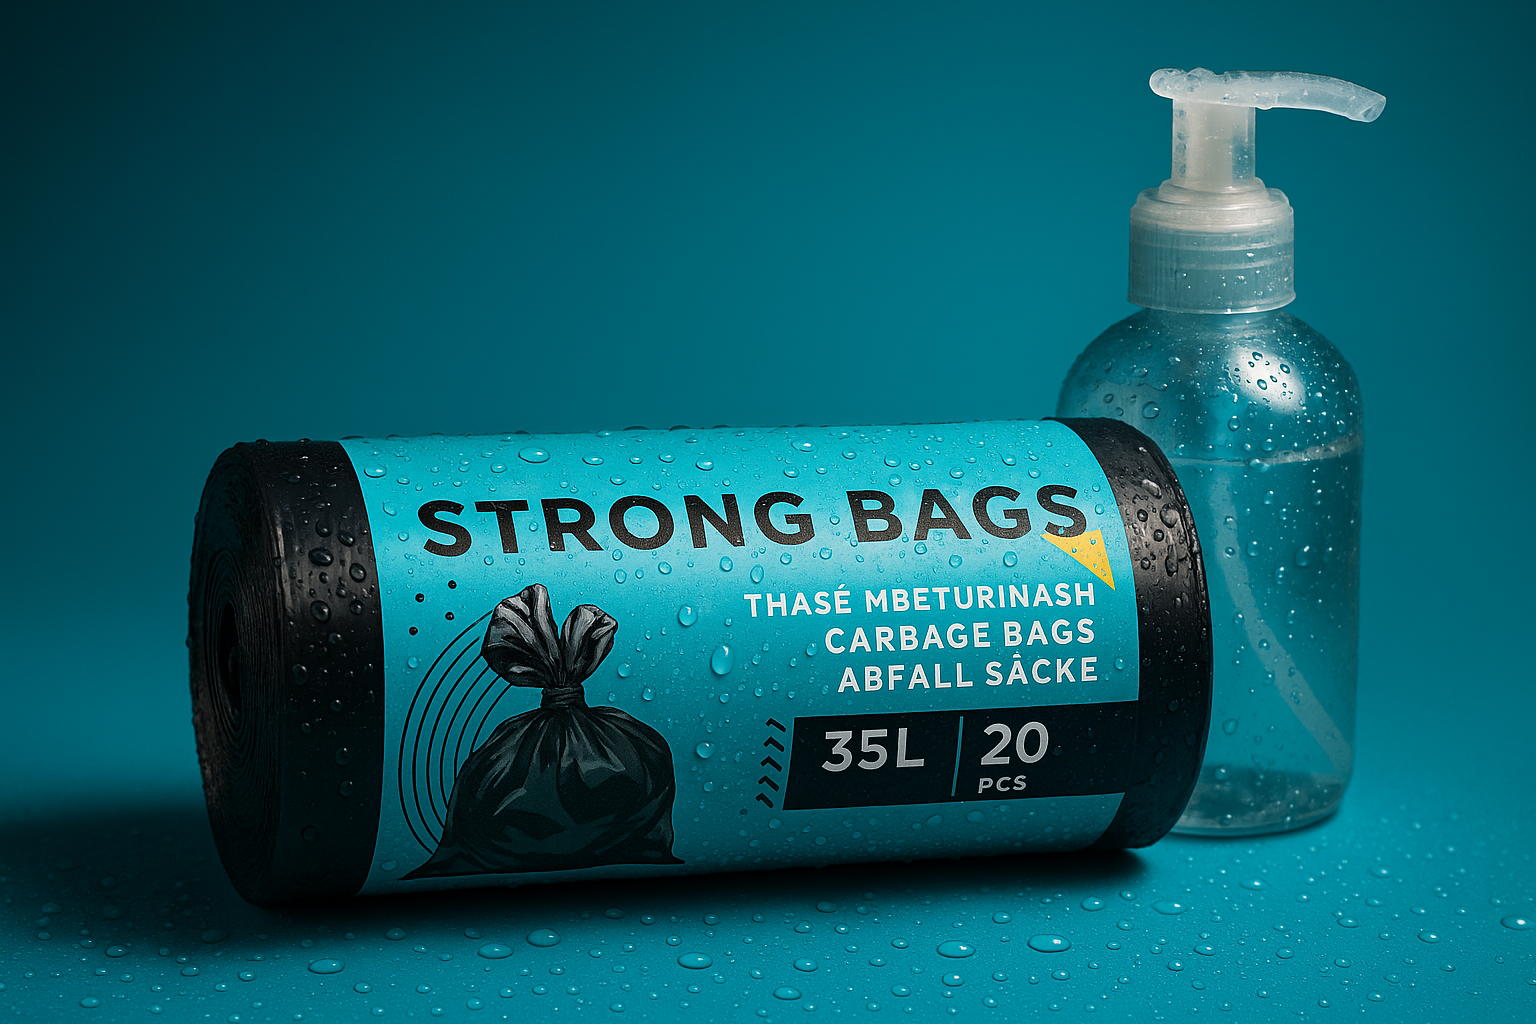 STRONG BAGS
THASÉ MBETURINASH
CARBAGE BAGS
ABFALL SÄCKE
35L
20
PCS